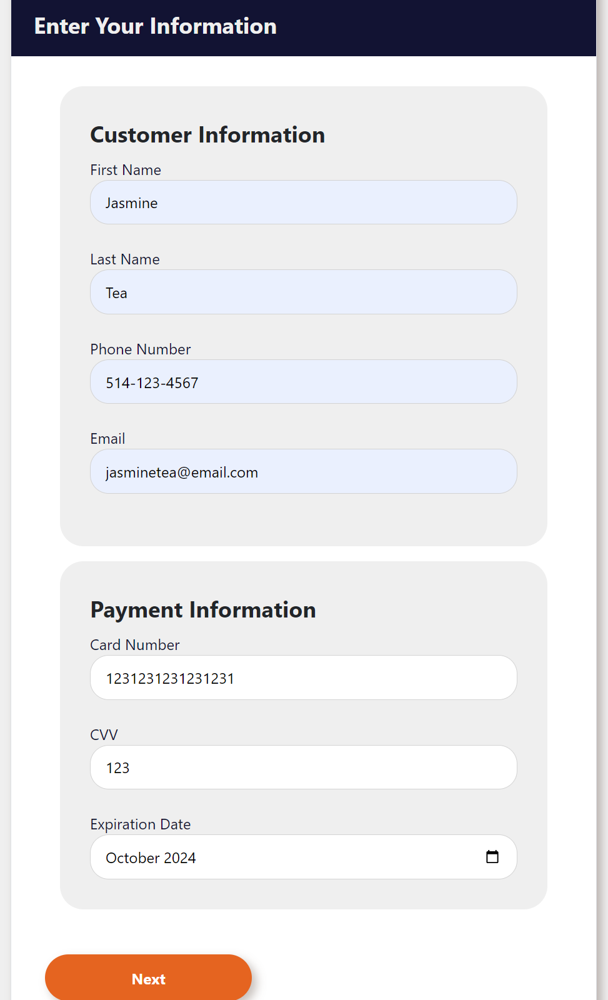 Enter Your Information
Customer Information
First Name
Jasmine
Last Name
Tea
Phone Number
514-123-4567
Email
jasminetea@email.com
Payment Information
Card Number
1231231231231231
CVV
123
Expiration Date
October 2024
Next